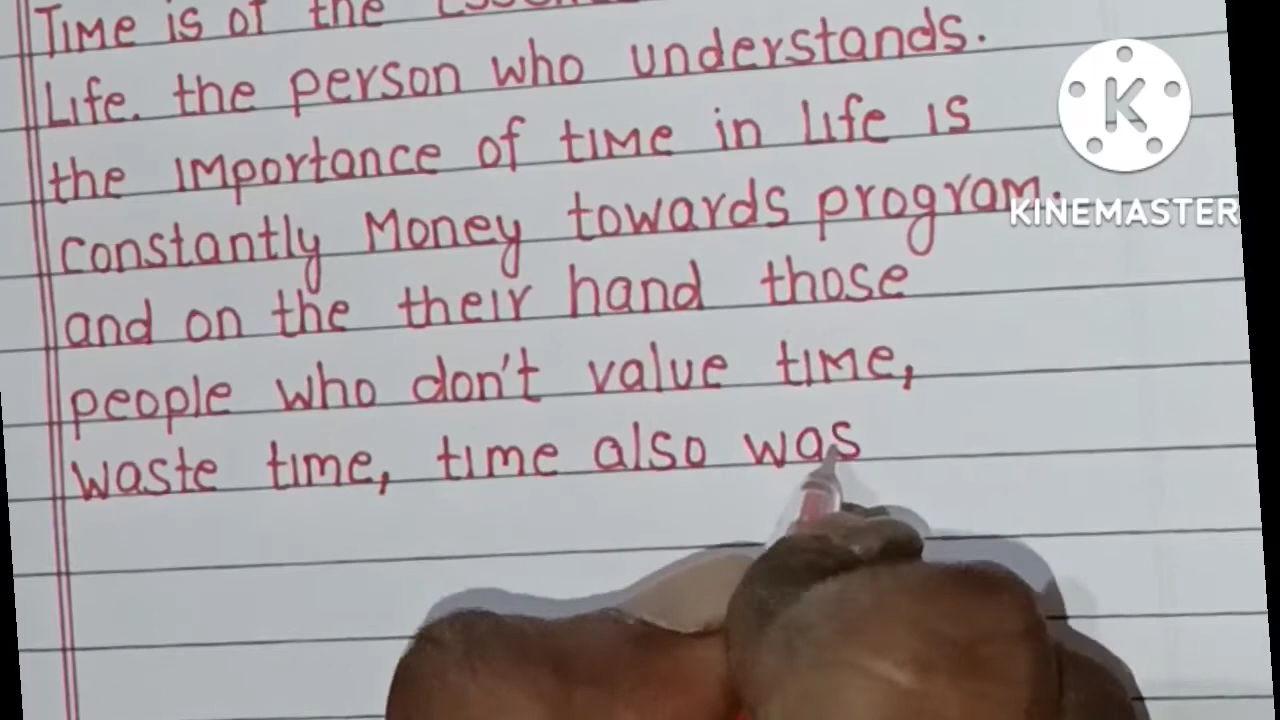 Time is of the
Life. the person who understands.
the importance of time in life is
constantly Money towards program.
and on the their hand those
people who don't value time,
waste time, time also was
K
KINEMASTER